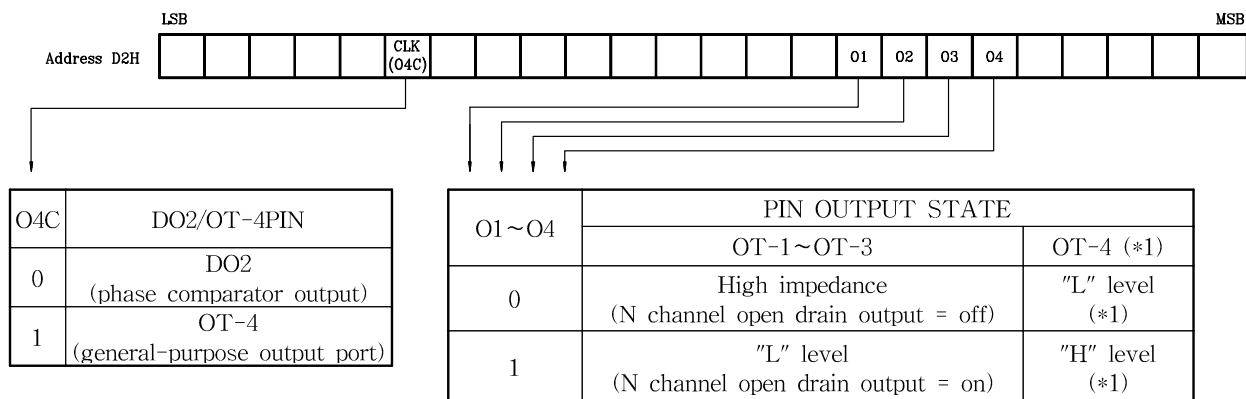 LSB MSB
Address D2H CLK (O4C) O1 O2 O3 O4
O4C DO2/OT-4PIN
0 DO2
(phase comparator output)
1 OT-4
(general-purpose output port)
O1~O4 PIN OUTPUT STATE
OT-1~OT-3 OT-4 (*1)
0 High impedance
(N channel open drain output = off) "L" level
(*1)
1 "L" level
(N channel open drain output = on) "H" level
(*1)